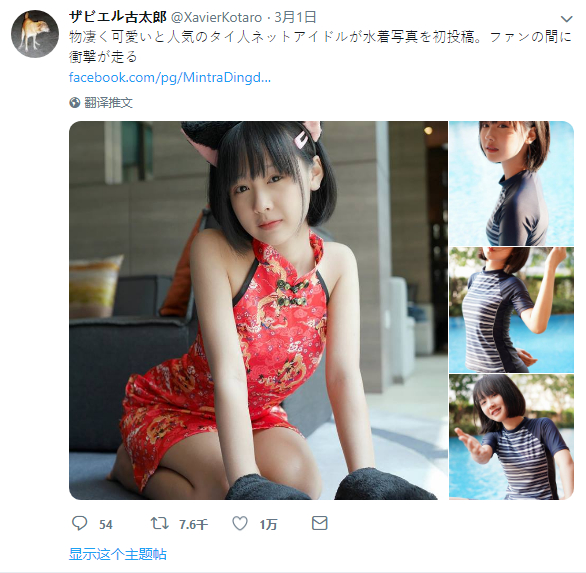 ザビエル古太郎 @XavierKotaro · 3月1日
物凄く可愛いと人気のタイ人ネットアイドルが水着写真を初投稿。ファンの間に
衝撃が走る
facebook.com/pg/MintraDingd...
翻译推文
54 7.6千 1万
显示这个主题帖